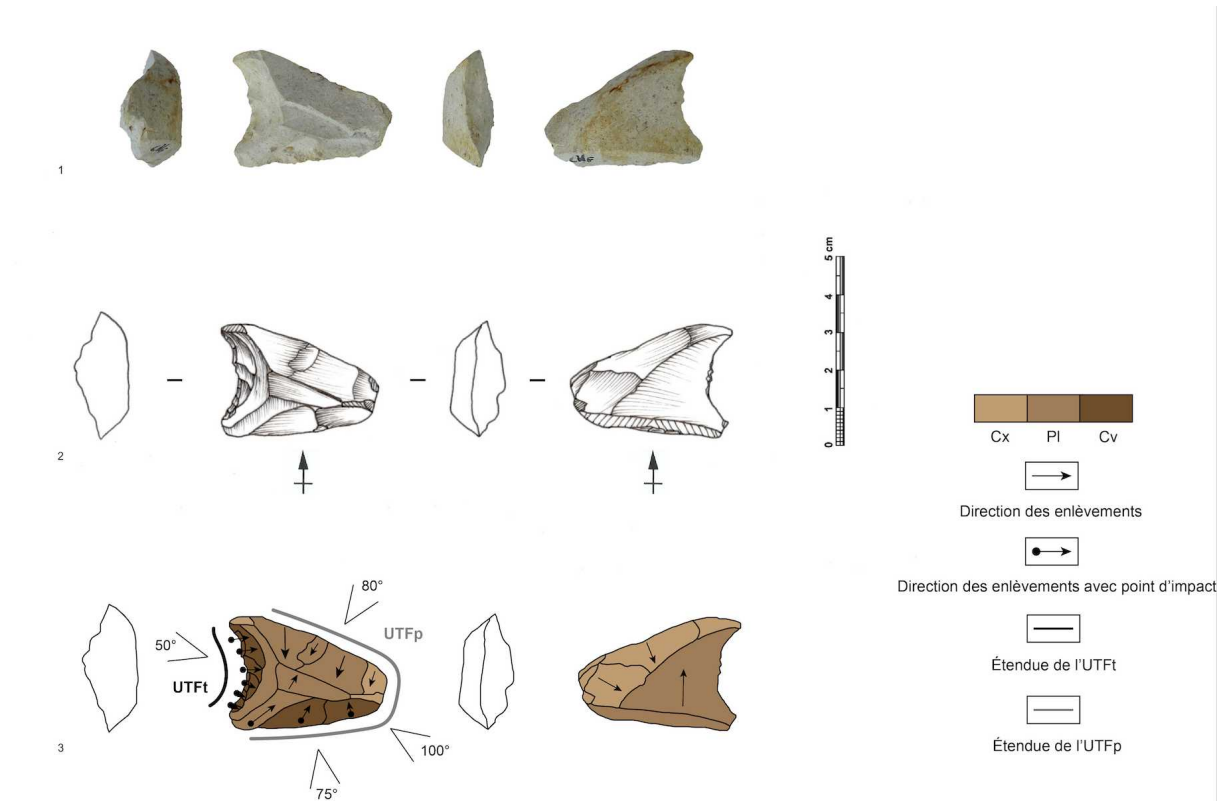 1
2
5 cm
4
3
2
1
0
Cx Pl Cv
Direction des enlèvements
Direction des enlèvements avec point d'impact
Étendue de l'UTFt
Étendue de l'UTFp
3
80°
UTFp
50°
UTFt
100°
75°